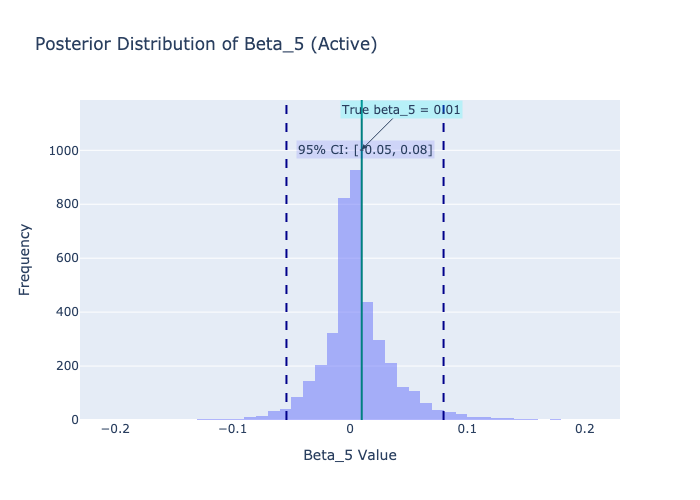 Posterior Distribution of Beta_5 (Active)
True beta_5 = 0.01
95% CI: [-0.05, 0.08]
1000
800
600
400
200
0
Frequency
−0.2 −0.1 0 0.1 0.2
Beta_5 Value